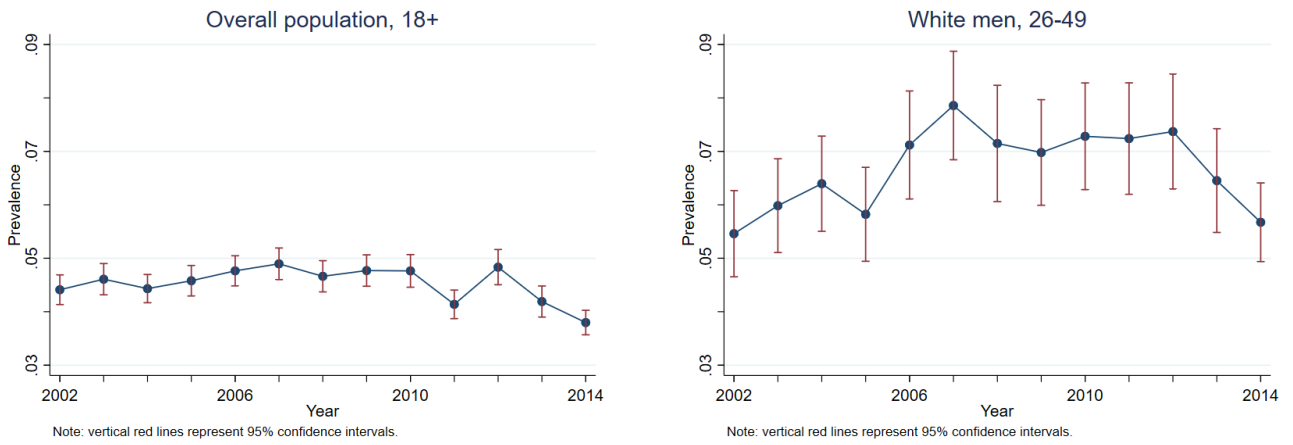 Overall population, 18+
Prevalence
.09
.07
.05
.03
2002 2006 2010 2014
Year
Note: vertical red lines represent 95% confidence intervals.
White men, 26-49
Prevalence
.09
.07
.05
.03
2002 2006 2010 2014
Year
Note: vertical red lines represent 95% confidence intervals.